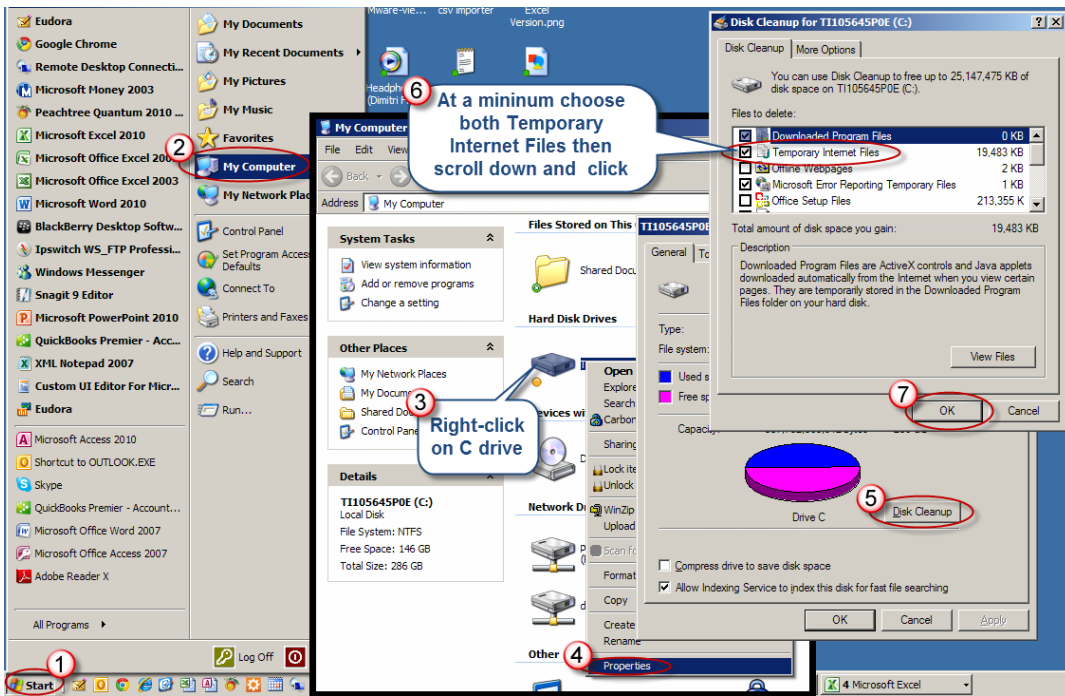 Eudora
Google Chrome
Remote Desktop Connecti...
Microsoft Money 2003
Peachtree Quantum 2010 ...
Microsoft Excel 2010
Microsoft Office Excel 200
Microsoft Office Excel 2003
Microsoft Word 2010
BlackBerry Desktop Softw...
Ipswitch WS_FTP Professi...
Windows Messenger
Snagit 9 Editor
Microsoft PowerPoint 2010
QuickBooks Premier - Acc...
XML Notepad 2007
Custom UI Editor For Micr...
Eudora
Microsoft Access 2010
Shortcut to OUTLOOK.EXE
Skype
QuickBooks Premier - Account...
Microsoft Office Word 2007
Microsoft Office Access 2007
Adobe Reader X
All Programs
1
Start
My Documents
My Recent Documents
My Pictures
My Music
Favorites
2
My Computer
My Network Plac
Control Panel
Set Program Access
Defaults
Connect To
Printers and Faxes
Help and Support
Search
Run...
Log Off
Mware-vie... csv importer Excel
Version.png
Headph
(Dimitri F
6
At a mininum choose
both Temporary
Internet Files then
scroll down and click
My Computer
File Edit View
Back
Address My Computer
System Tasks
View system information
Add or remove programs
Change a setting
Other Places
My Network Places
My Docume
Shared Doc
Control Pane
3
Right-click
on C drive
Details
TI105645P0E (C:)
Local Disk
File System: NTFS
Free Space: 146 GB
Total Size: 286 GB
Files Stored on This
Shared Docu
Hard Disk Drives
Devices wi
Network Dr
Other
4
Open
Explore
Search
Carbon
Sharing
Lock ite
Unlock
WinZip
Upload
Scan fo
Format
Copy
Create
Rename
Properties
TI105645P0E
General To
Type:
File system:
Used s
Free sp
Capacity:
Drive C
5
Disk Cleanup
Compress drive to save disk space
Allow Indexing Service to index this disk for fast file searching
OK Cancel Apply
Disk Cleanup for TI105645P0E (C:)
Disk Cleanup More Options
You can use Disk Cleanup to free up to 25,147,475 KB of
disk space on TI105645P0E (C:).
Files to delete:
Downloaded Program Files 0 KB
Temporary Internet Files 19,483 KB
Offline Webpages 2 KB
Microsoft Error Reporting Temporary Files 1 KB
Office Setup Files 213,355 K
Total amount of disk space you gain: 19,483 KB
Description
Downloaded Program Files are ActiveX controls and Java applets
downloaded automatically from the Internet when you view certain
pages. They are temporarily stored in the Downloaded Program
Files folder on your hard disk.
View Files
7
OK Cancel
4 Microsoft Excel